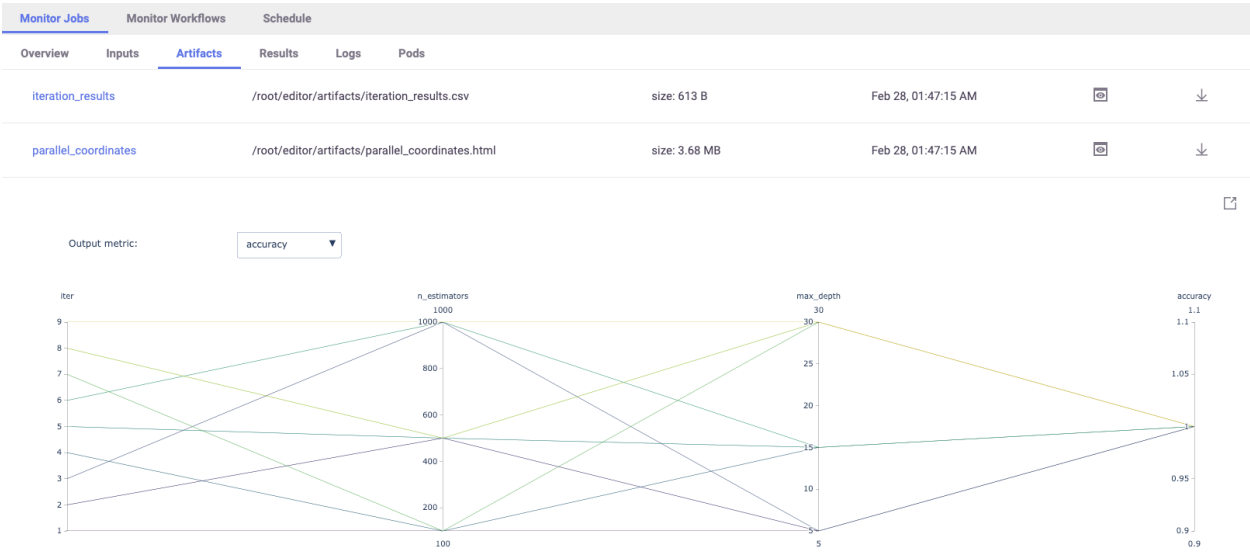 Monitor Jobs Monitor Workflows Schedule
Overview Inputs Artifacts Results Logs Pods
iteration_results /root/editor/artifacts/iteration_results.csv size: 613 B Feb 28, 01:47:15 AM
parallel_coordinates /root/editor/artifacts/parallel_coordinates.html size: 3.68 MB Feb 28, 01:47:15 AM
Output metric: accuracy
iter n_estimators max_depth accuracy
1000 30 1.1
9 1000 30 1.1
8
800 25 1.05
7
6 600 20
5 15 1
4 400
3 10 0.95
2 200
1 5 0.9
100 5 0.9